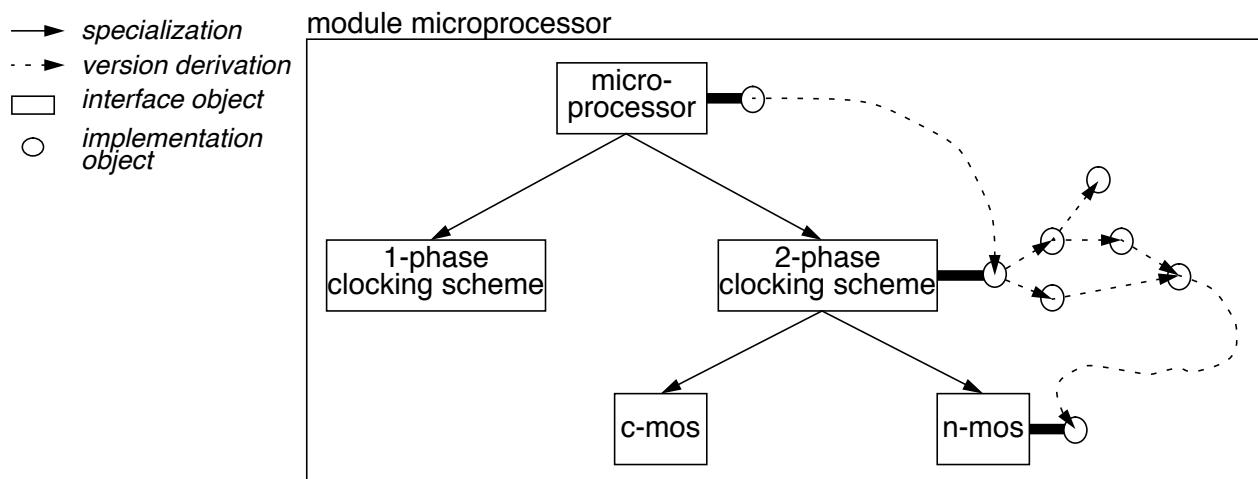 specialization
version derivation
interface object
implementation
object
module microprocessor
micro-
processor
1-phase
clocking scheme
2-phase
clocking scheme
c-mos
n-mos